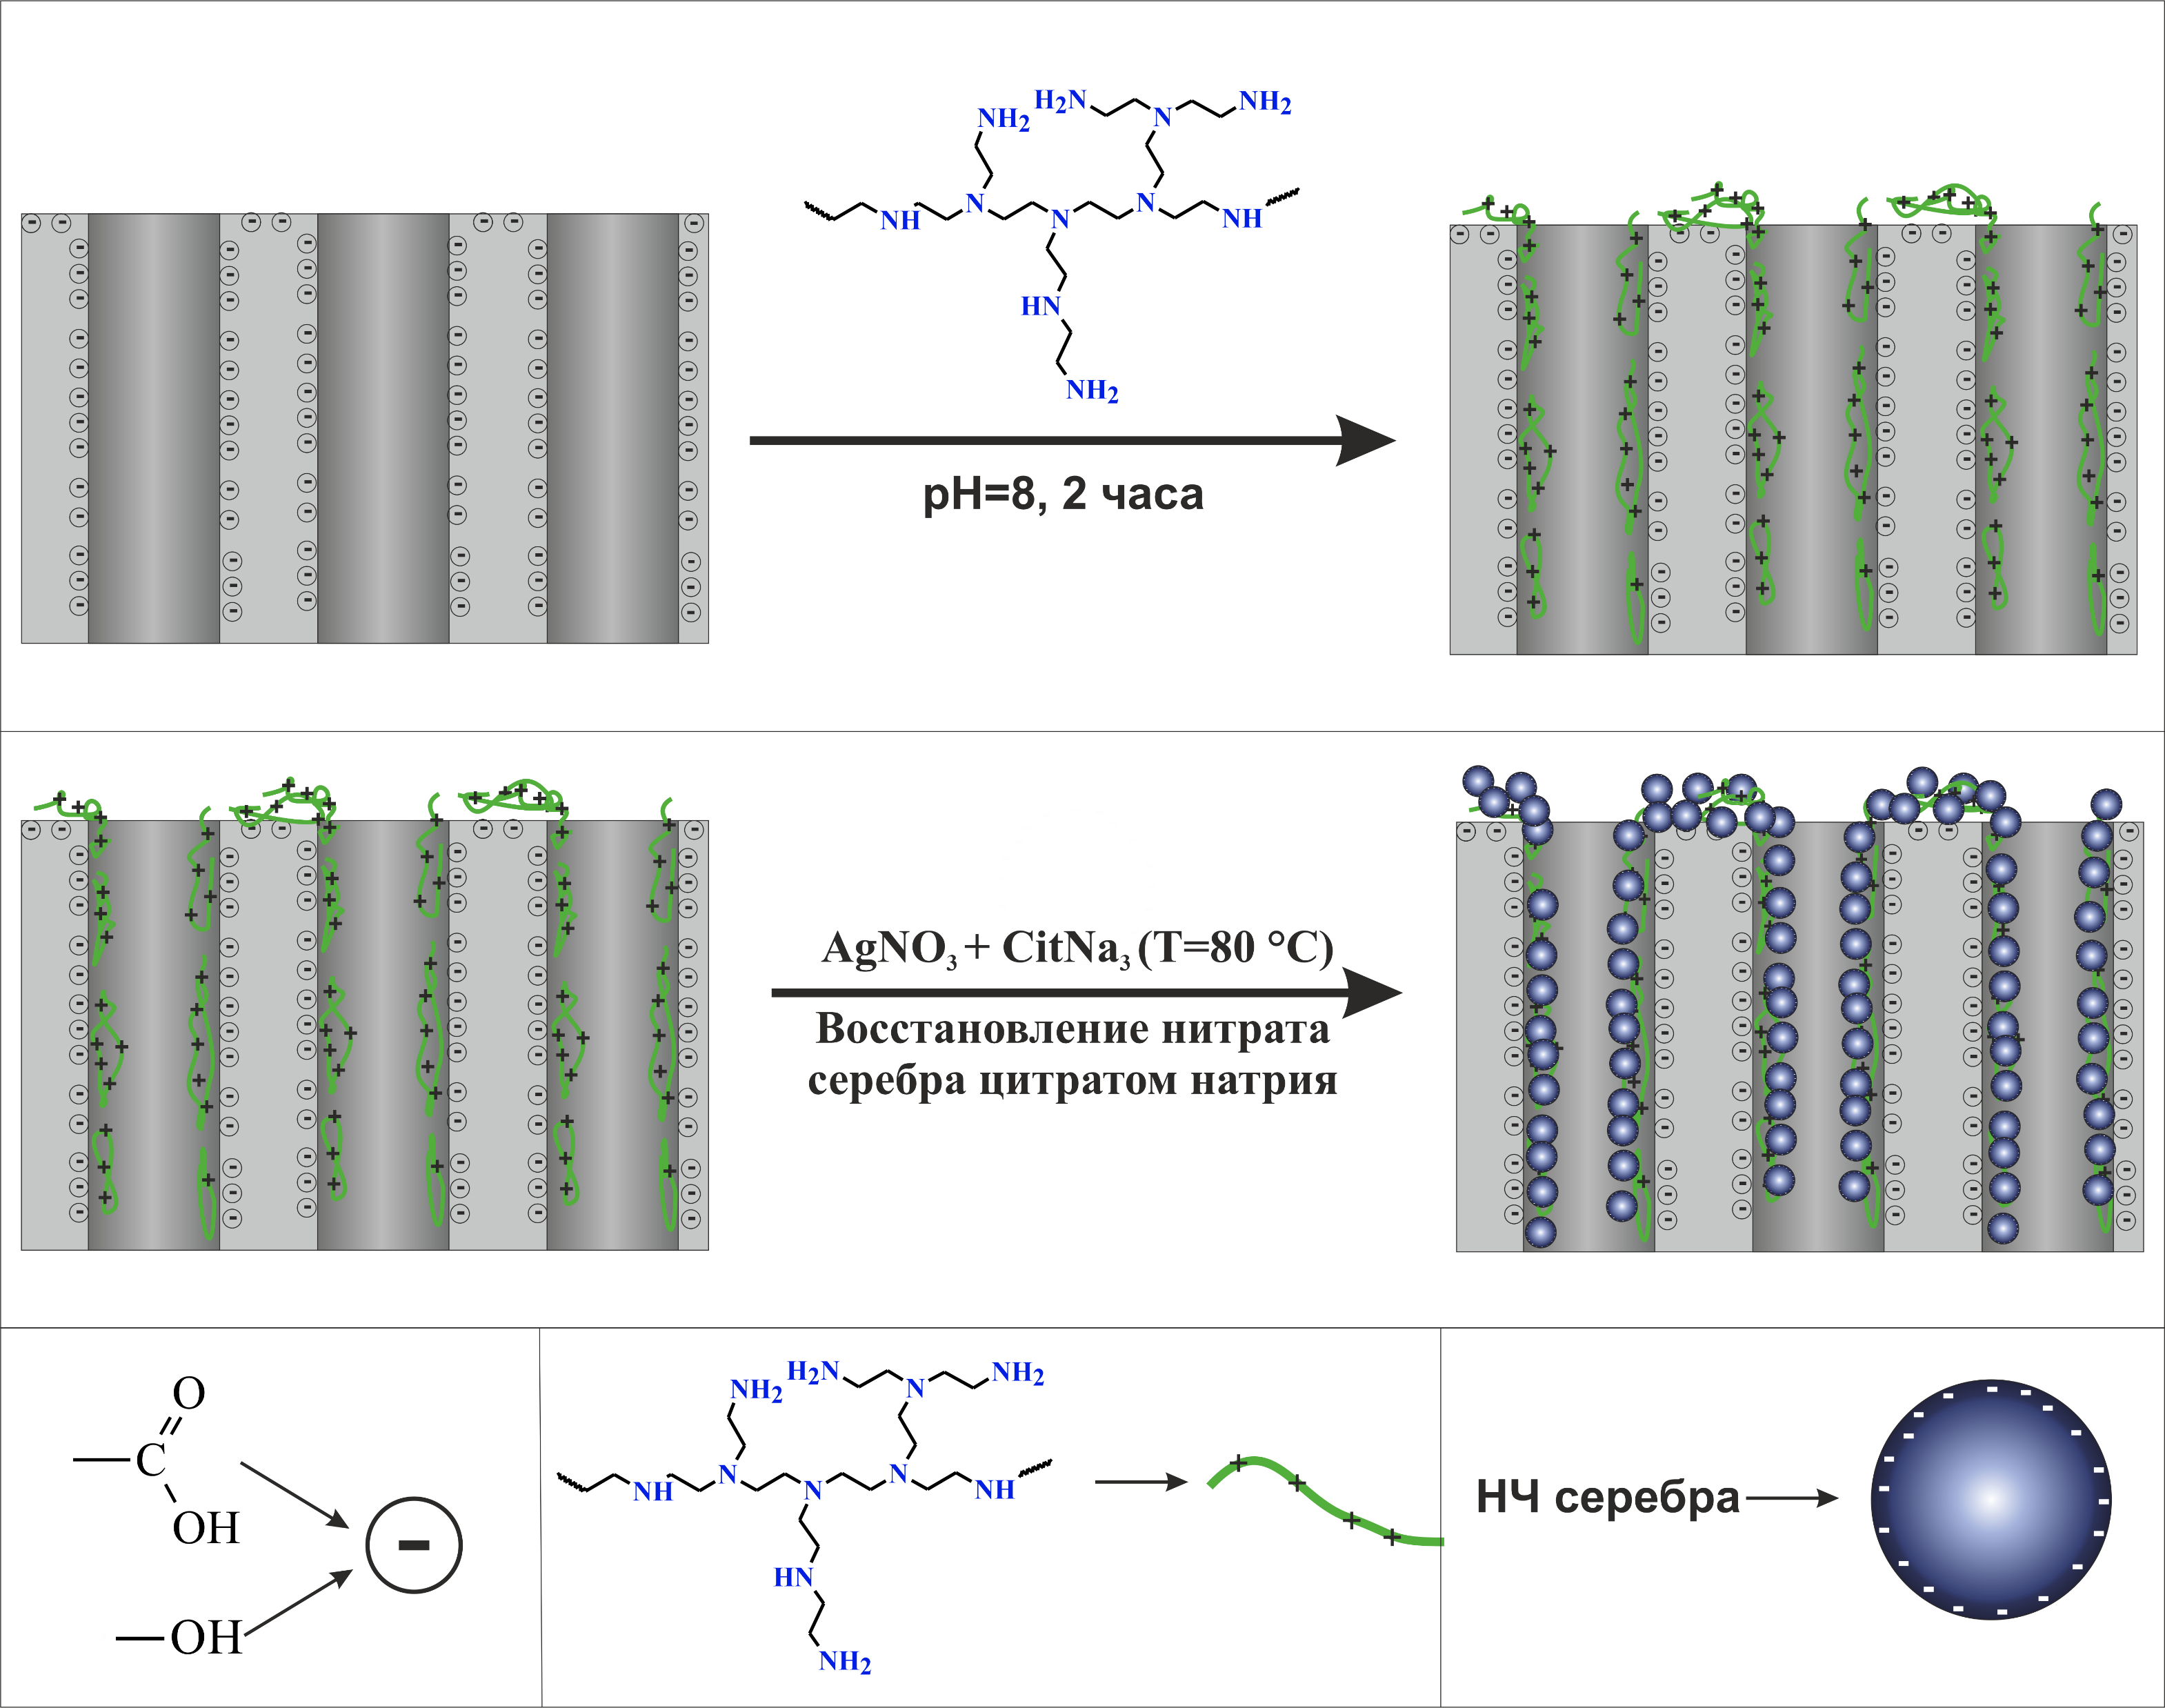 H2N
NH2
NH2
N
N
N
NH
N
NH
HN
NH2
pH=8, 2 часа
AgNO₃ + CitNa₃ (T=80 °C)
Восстановление нитрата
серебра цитратом натрия
O
C
OH
OH
H2N
NH2
NH2
N
N
N
NH
N
NH
HN
NH2
НЧ серебра